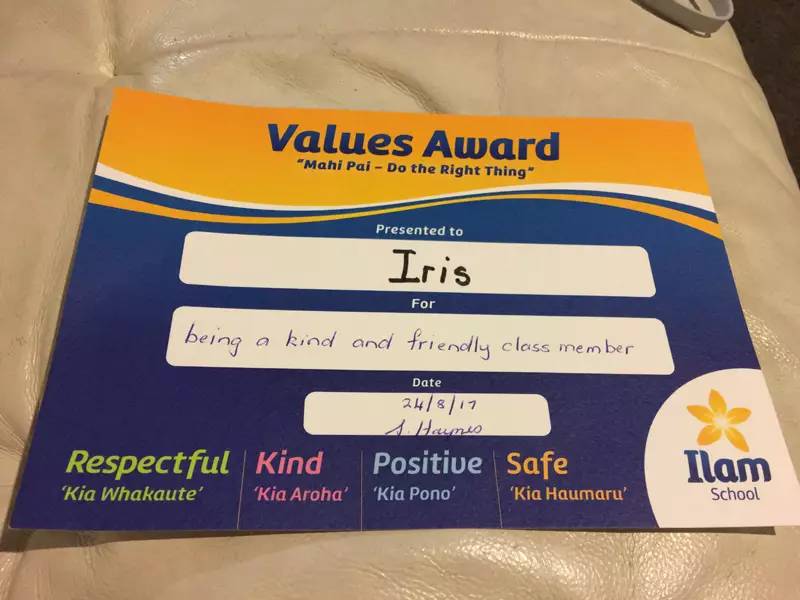 Values Award
"Mahi Pai – Do the Right Thing"
Presented to
Iris
For
being a kind and friendly class member
Date
24/8/17
S. Haynes
Respectful Kind Positive Safe
'Kia Whakaute' 'Kia Aroha' 'Kia Pono' 'Kia Haumaru'
Ilam
School